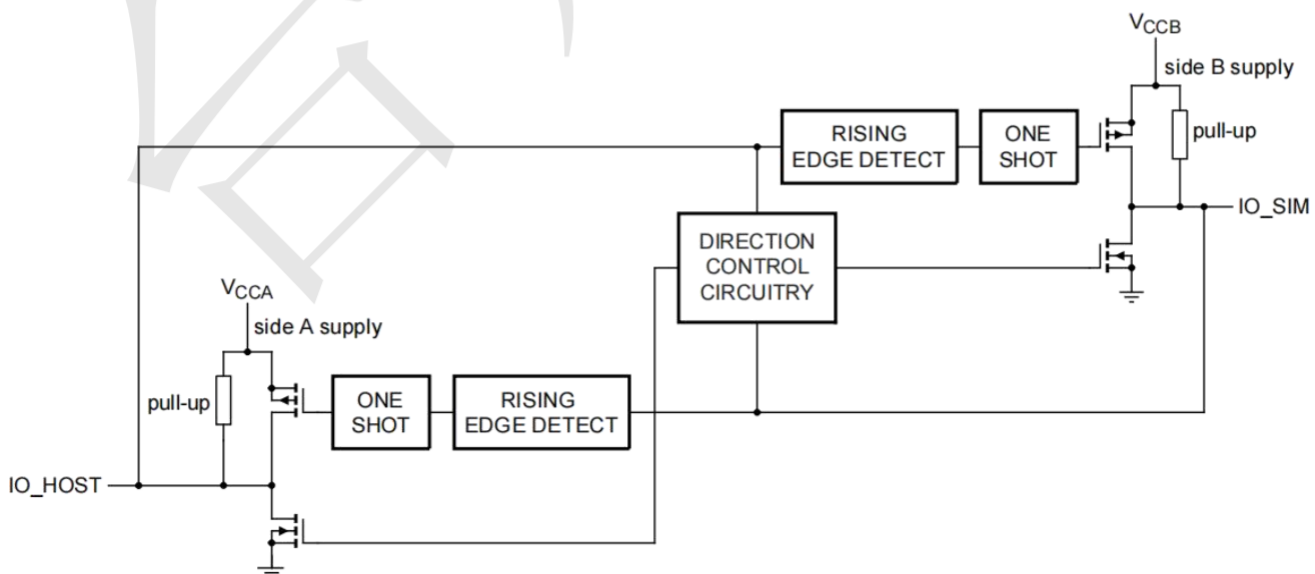 VCCB
side B supply
RISING
EDGE DETECT
ONE
SHOT
pull-up
IO_SIM
DIRECTION
CONTROL
CIRCUITRY
VCCA
side A supply
pull-up
ONE
SHOT
RISING
EDGE DETECT
IO_HOST